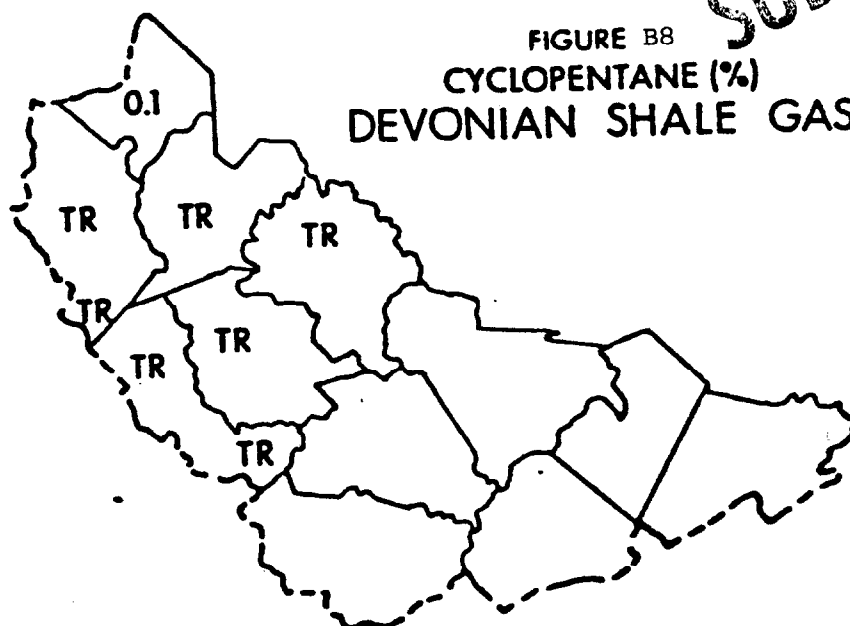 FIGURE B8
CYCLOPENTANE (%)
DEVONIAN SHALE GAS
0.1
TR
TR
TR
TR
TR
TR
TR